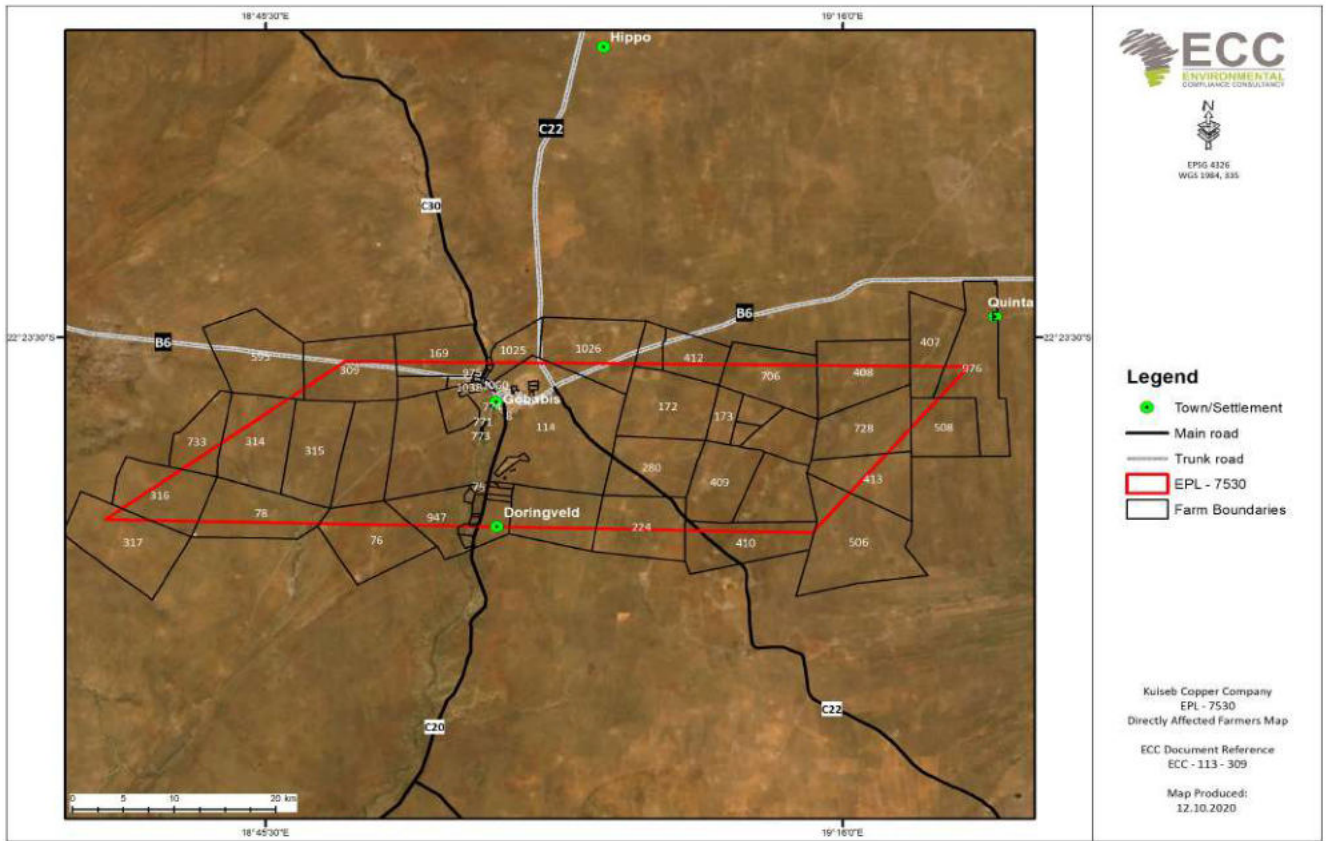 18°45'30"E
19°16'0"E
Hippo
C22
C30
22°23'30"S
22°23'30"S
B6
B6
Quinta
595
309
169
1025
1026
412
706
408
402
976
975
1038
1060
Gobabis
8
771
773
114
172
173
728
508
733
314
315
280
409
413
316
78
75
947
Doringveld
224
410
506
317
76
C20
C22
0 5 10 20 km
18°45'30"E
19°16'0"E
ECC
ENVIRONMENTAL
COMPLIANCE CONSULTANCY
N
EPSG 4326
WGS 1984, 33S
Legend
Town/Settlement
Main road
Trunk road
EPL - 7530
Farm Boundaries
Kuiseb Copper Company
EPL - 7530
Directly Affected Farmers Map
ECC Document Reference
ECC - 113 - 309
Map Produced:
12.10.2020